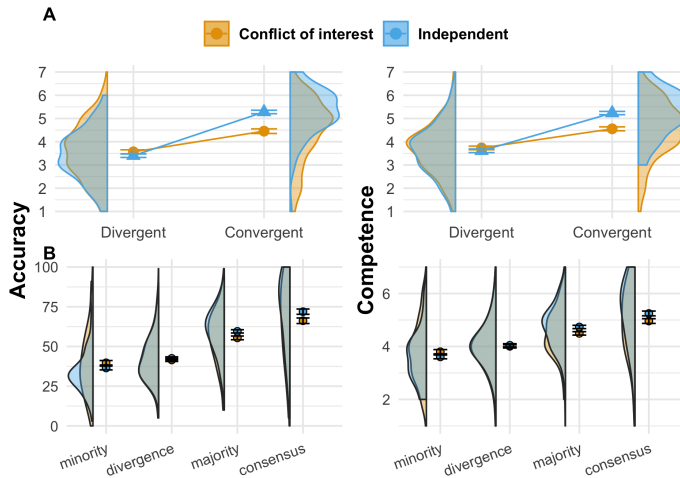 A
Conflict of interest
Independent
Accuracy
7
6
5
4
3
2
1
Divergent
Convergent
Competence
7
6
5
4
3
2
1
Divergent
Convergent
B
100
75
50
25
0
minority
divergence
majority
consensus
6
4
2
minority
divergence
majority
consensus